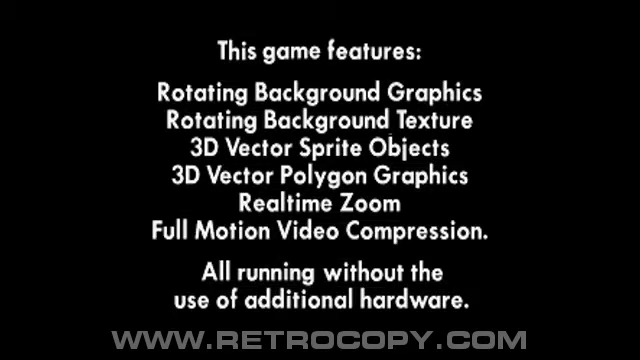 This game features:
Rotating Background Graphics
Rotating Background Texture
3D Vector Sprite Objects
3D Vector Polygon Graphics
Realtime Zoom
Full Motion Video Compression.
All running without the
use of additional hardware.
WWW.RETROCOPY.COM